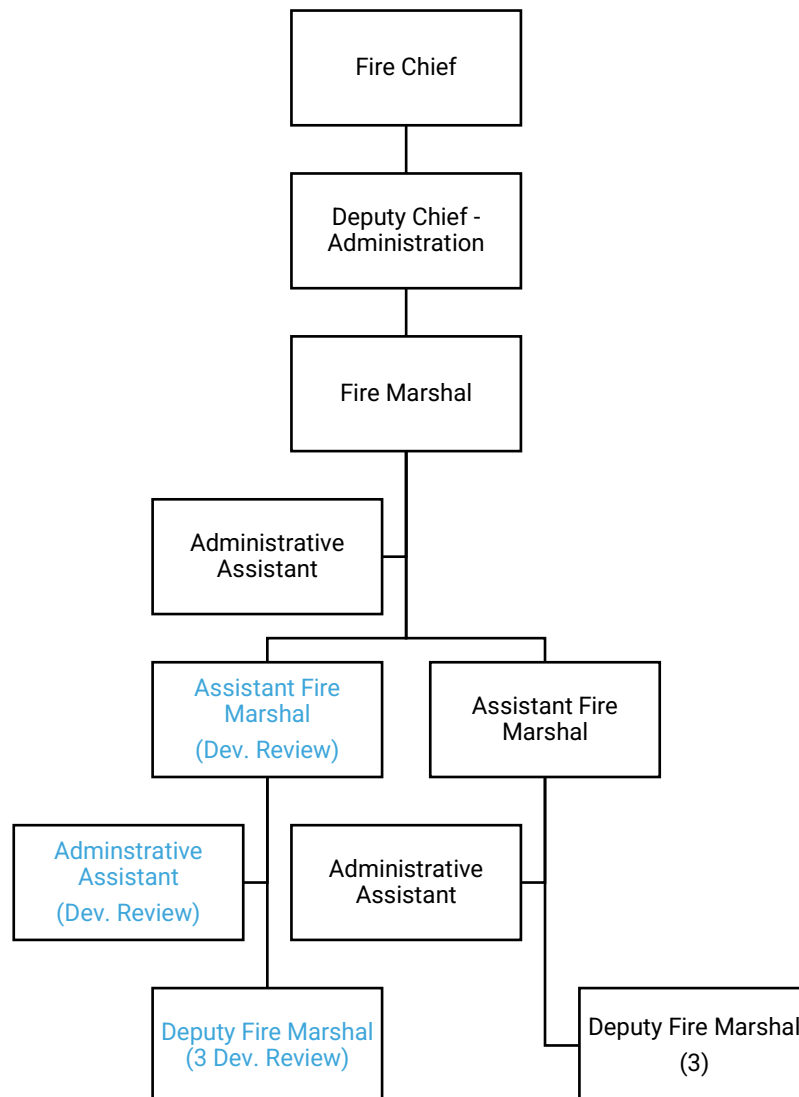 Fire Chief
Deputy Chief -
Administration
Fire Marshal
Administrative
Assistant
Assistant Fire
Marshal
(Dev. Review)
Assistant Fire
Marshal
Adminstrative
Assistant
(Dev. Review)
Administrative
Assistant
Deputy Fire Marshal
(3 Dev. Review)
Deputy Fire Marshal
(3)